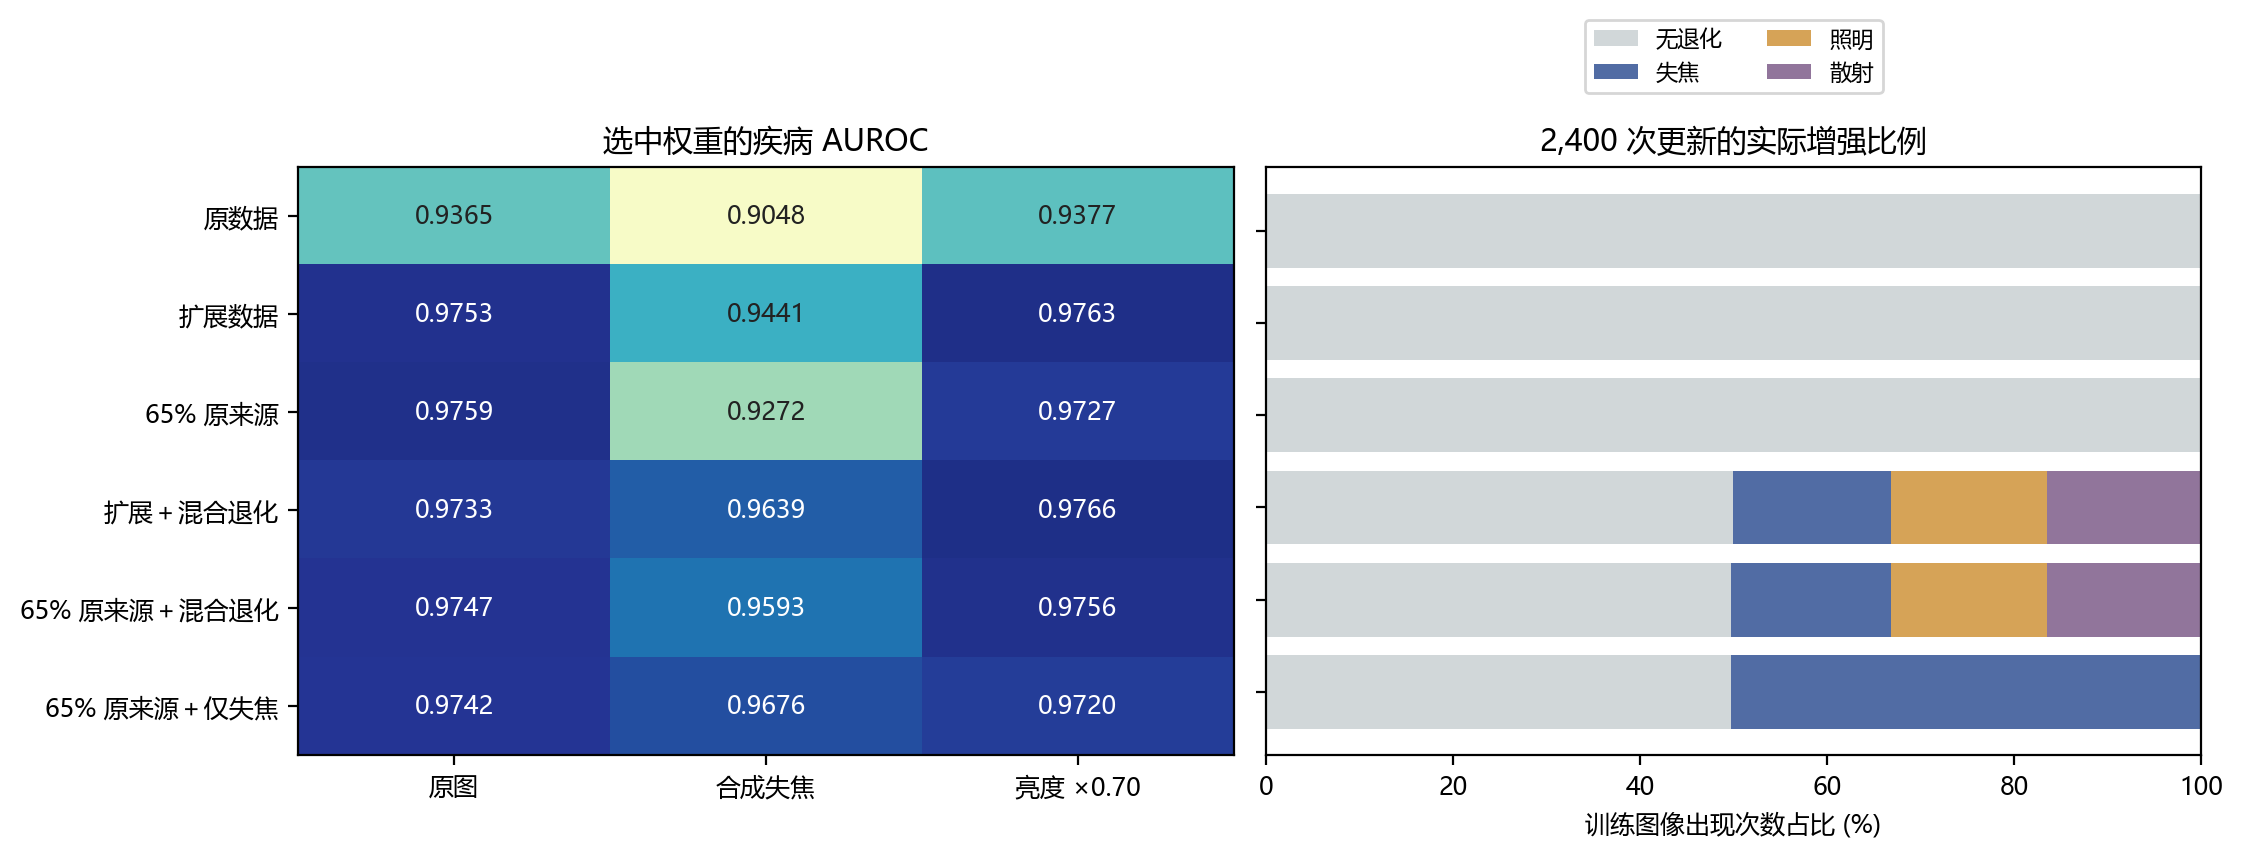 无退化 照明
失焦 散射
选中权重的疾病 AUROC
2,400 次更新的实际增强比例
原数据 0.9365 0.9048 0.9377
扩展数据 0.9753 0.9441 0.9763
65% 原来源 0.9759 0.9272 0.9727
扩展 + 混合退化 0.9733 0.9639 0.9766
65% 原来源 + 混合退化 0.9747 0.9593 0.9756
65% 原来源 + 仅失焦 0.9742 0.9676 0.9720
原图 合成失焦 亮度 ×0.70
0 20 40 60 80 100
训练图像出现次数占比 (%)